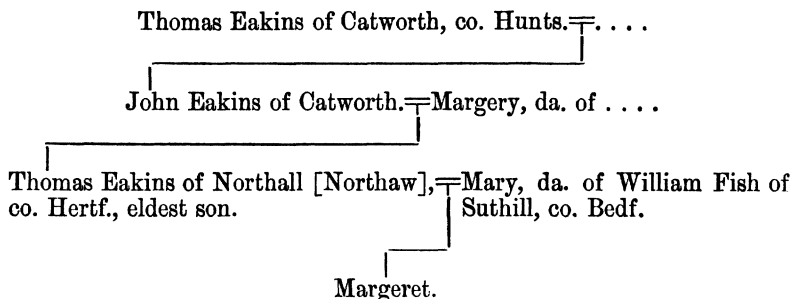 Thomas Eakins of Catworth, co. Hunts.=. . . .
John Eakins of Catworth.=Margery, da. of . . . .
Thomas Eakins of Northall [Northaw],=Mary, da. of William Fish of
co. Hertf., eldest son. Suthill, co. Bedf.
Margeret.